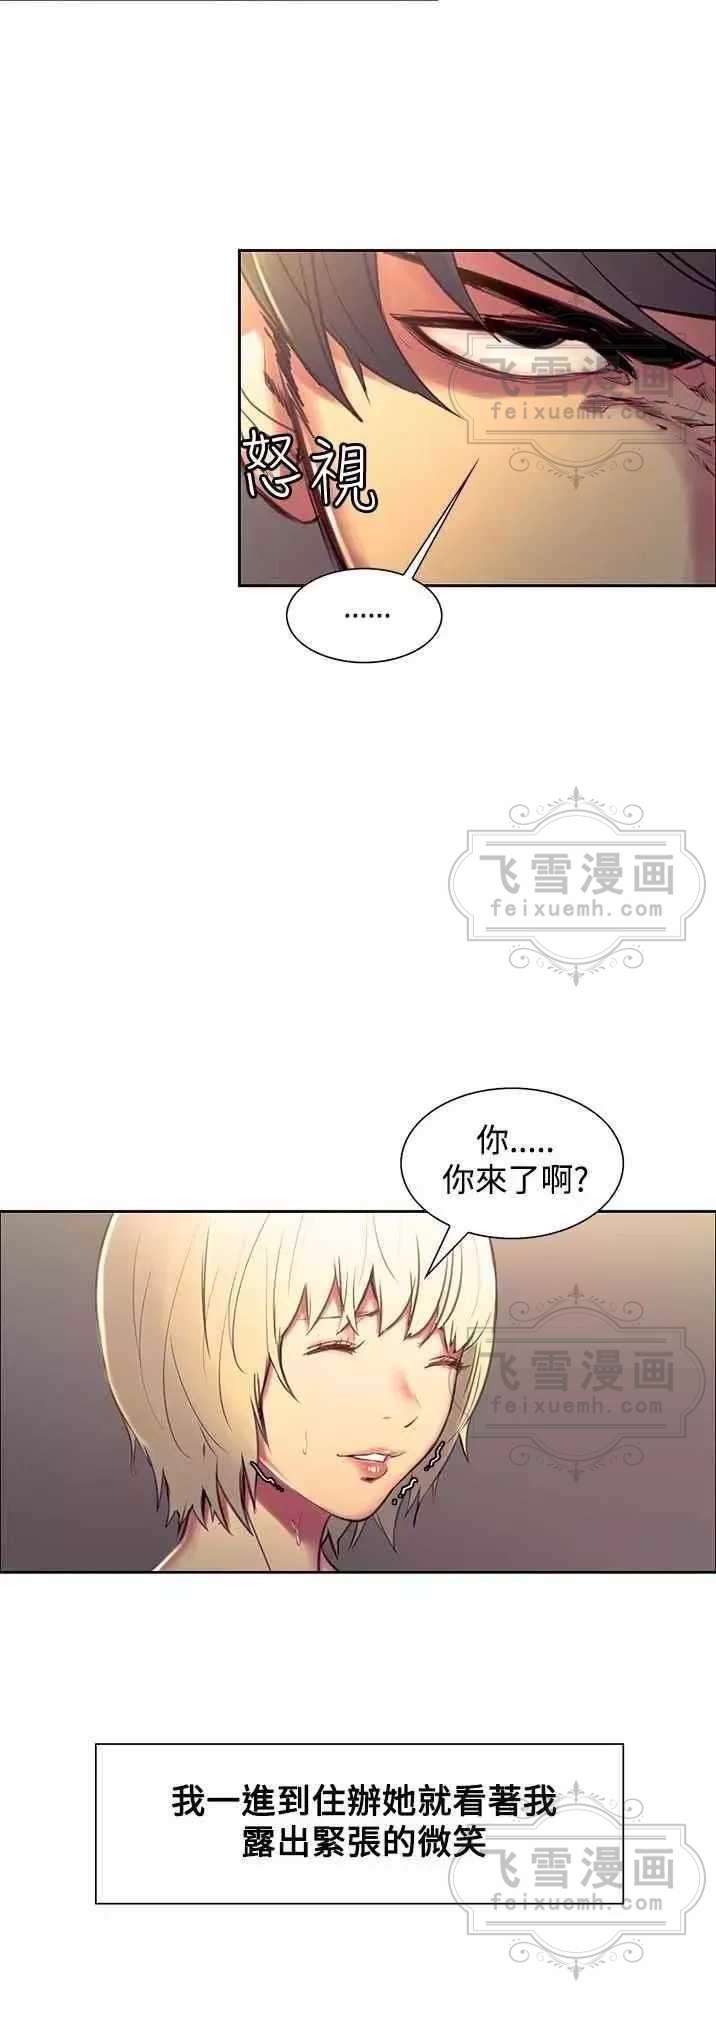 飞雪漫画
feixuemh.com
怒視
......
飞雪漫画
feixuemh.com
你.....
你來了啊?
飞雪漫画
feixuemh.com
我一進到住辦她就看著我
露出緊張的微笑
飞雪漫画
feixuemh.com